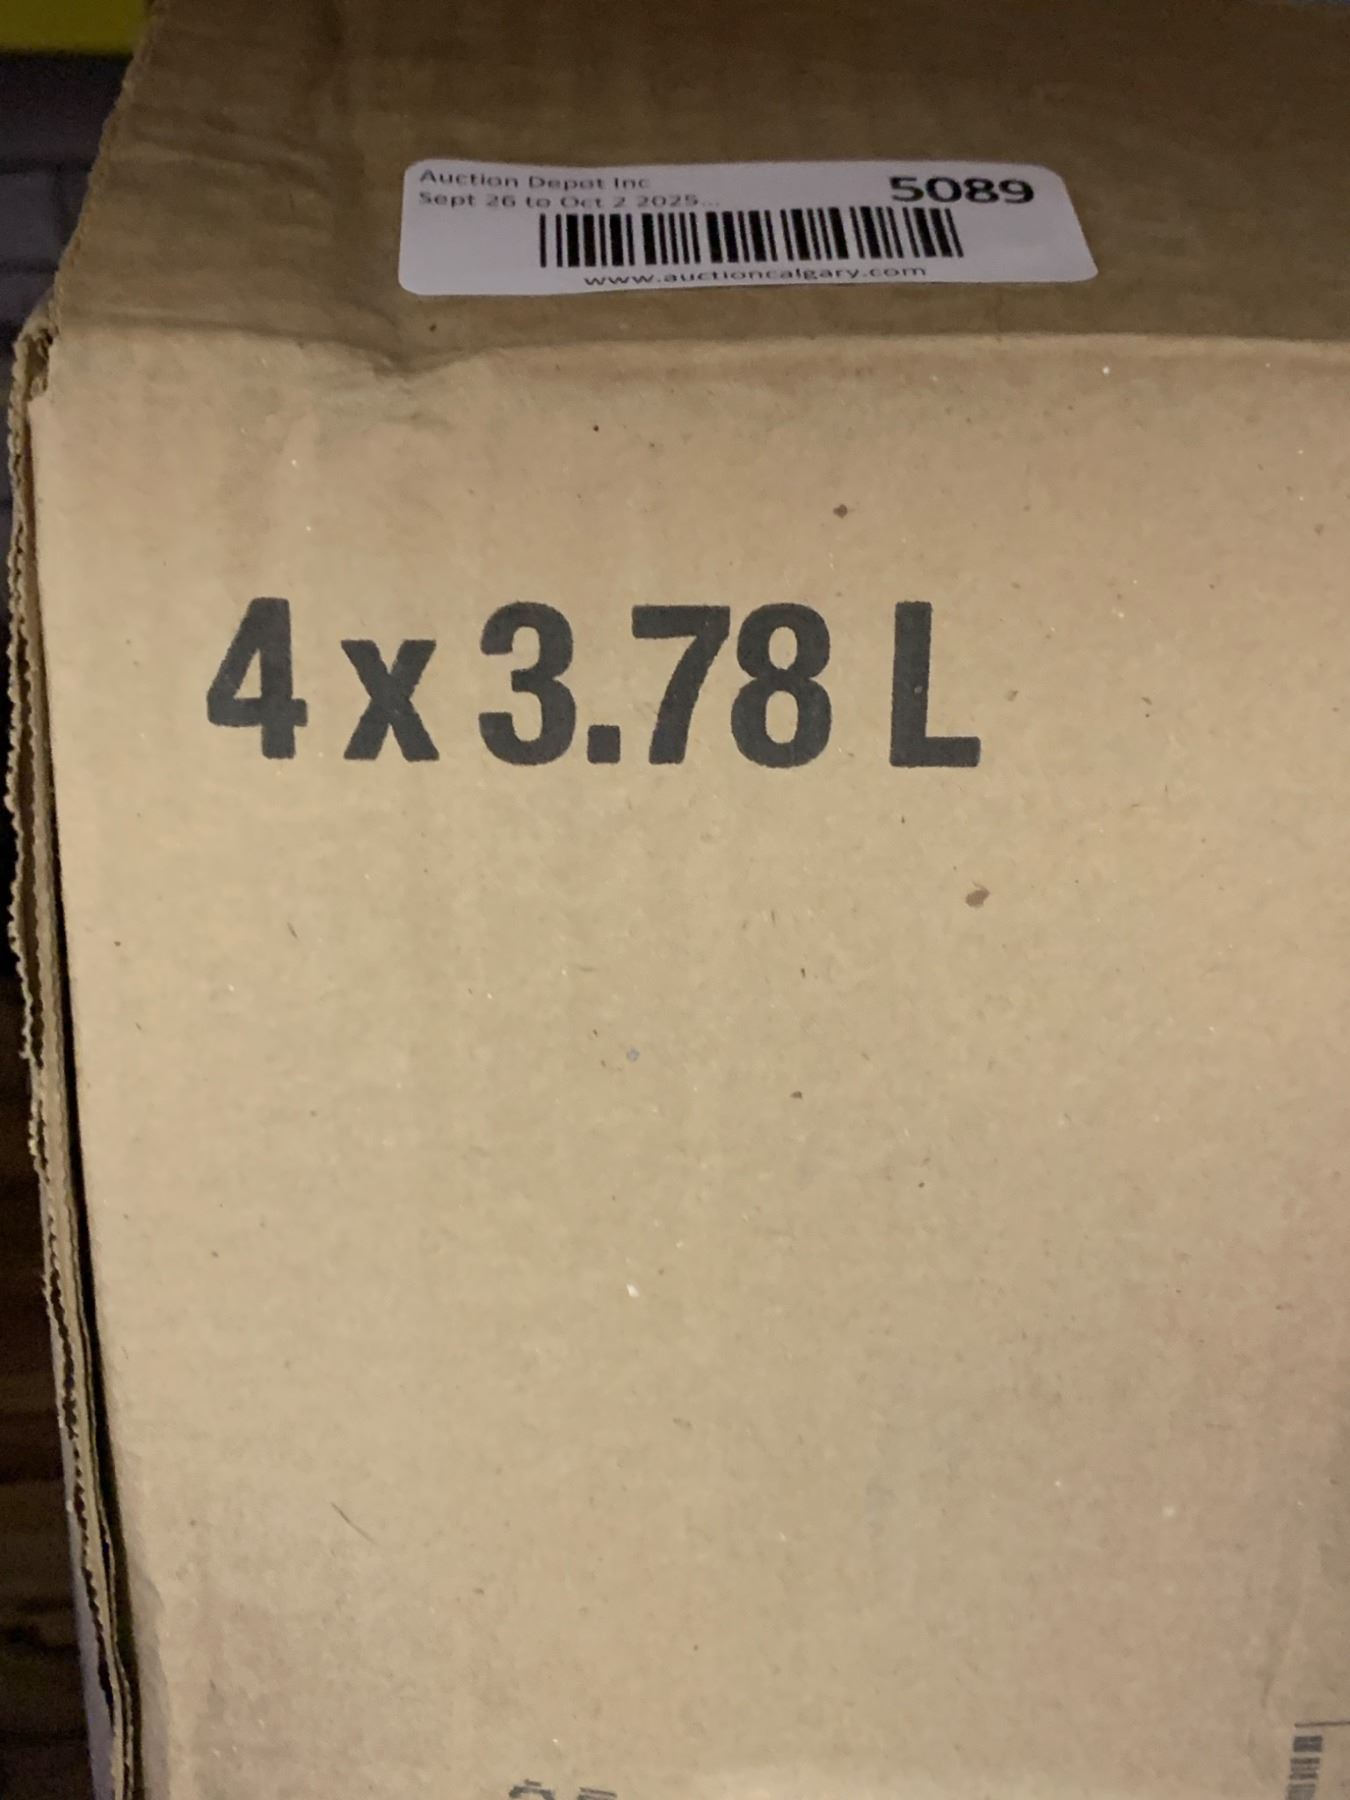 Auction Depot Inc
5089
Sept 26 to Oct 2 2025...
www.auctioncalgary.com
4 x 3.78 L